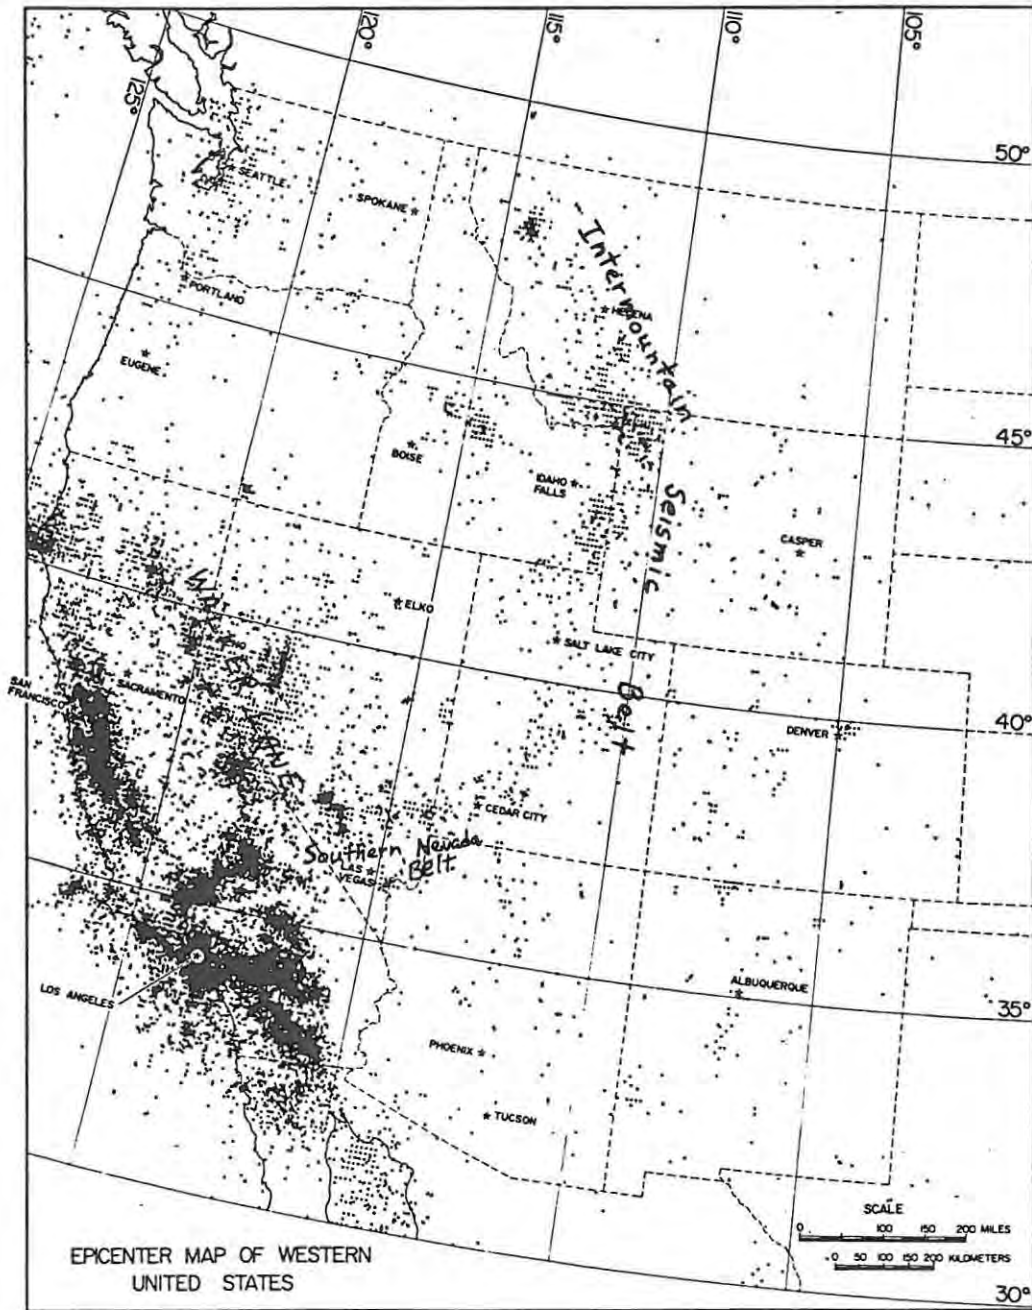 120°
115°
110°
105°
125°
50°
SEATTLE
SPOKANE
Intermountain
PORTLAND
HELENA
EUGENE
45°
BOISE
IDAHO
FALLS
Seismic
CASPER
ELKO
SALT LAKE CITY
SACRAMENTO
SAN
FRANCISCO
Belt
DENVER
40°
CEDAR CITY
Southern Nevada
Belt
LAS
VEGAS
LOS ANGELES
ALBUQUERQUE
35°
PHOENIX
TUCSON
SCALE
0 100 150 200 MILES
0 50 100 150 200 KILOMETERS
EPICENTER MAP OF WESTERN
UNITED STATES
30°